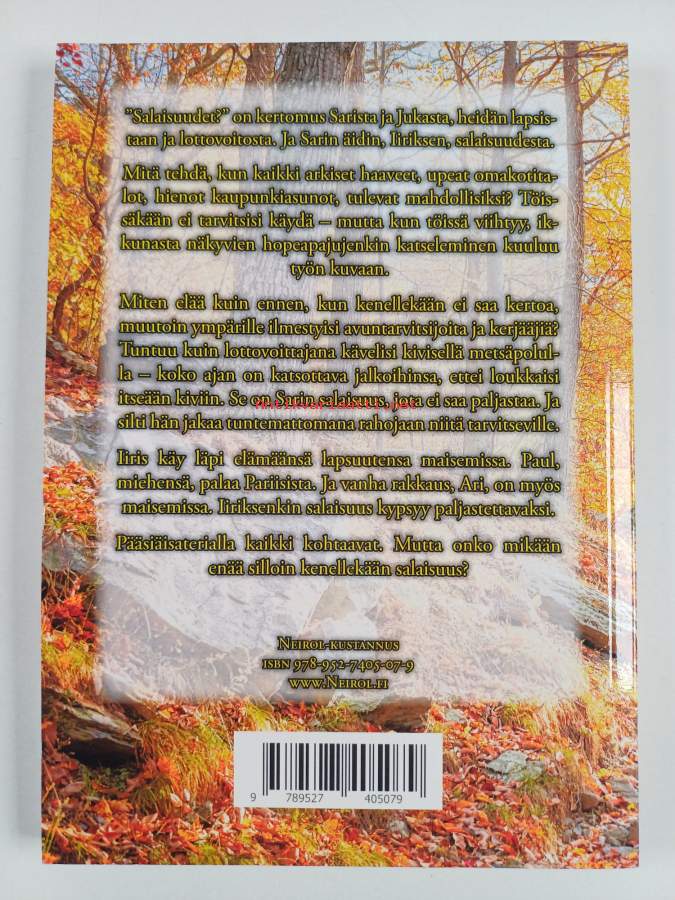 "Salaisuudet?" on kertomus Sarista ja Jukasta, heidän lapsis-
taan ja lottovoitosta. Ja Sarin äidin, Iiriksen, salaisuudesta.
Mitä tehdä, kun kaikki arkiset haaveet, upeat omakotita-
lot, hienot kaupunkiasunot, tulevat mahdollisiksi? Töis-
säkään ei tarvitsisi käydä – mutta kun töissä viihtyy, ik-
kunasta näkyvien hopeapajujenkin katseleminen kuuluu
työn kuvaan.
Miten elää kuin ennen, kun kenellekään ei saa kertoa,
muutoin ympärille ilmestyisi avuntarvitsijoita ja kerjääjiä?
Tuntuu kuin lottovoittajana kävelisi kivisellä metsäpolul-
la – koko ajan on katsottava jalkoihinsa, ettei loukkaisi
itseään kiviin. Se on Sarin salaisuus, jota ei saa paljastaa. Ja
Antikvariaatti.net
silti hän jakaa tuntemattomana rahojaan niitä tarvitseville.
Iiris käy läpi elämäänsä lapsuutensa maisemissa. Paul,
miehensä, palaa Pariisista. Ja vanha rakkaus, Ari, on myös
maisemissa. Iiriksenkin salaisuus kypsyy paljastettavaksi.
Pääsiäisaterialla kaikki kohtaavat. Mutta onko mikään
enää silloin kenellekään salaisuus?
Neirol-kustannus
ISBN 978-952-7405-07-9
www.Neirol.fi
9 789527 405079